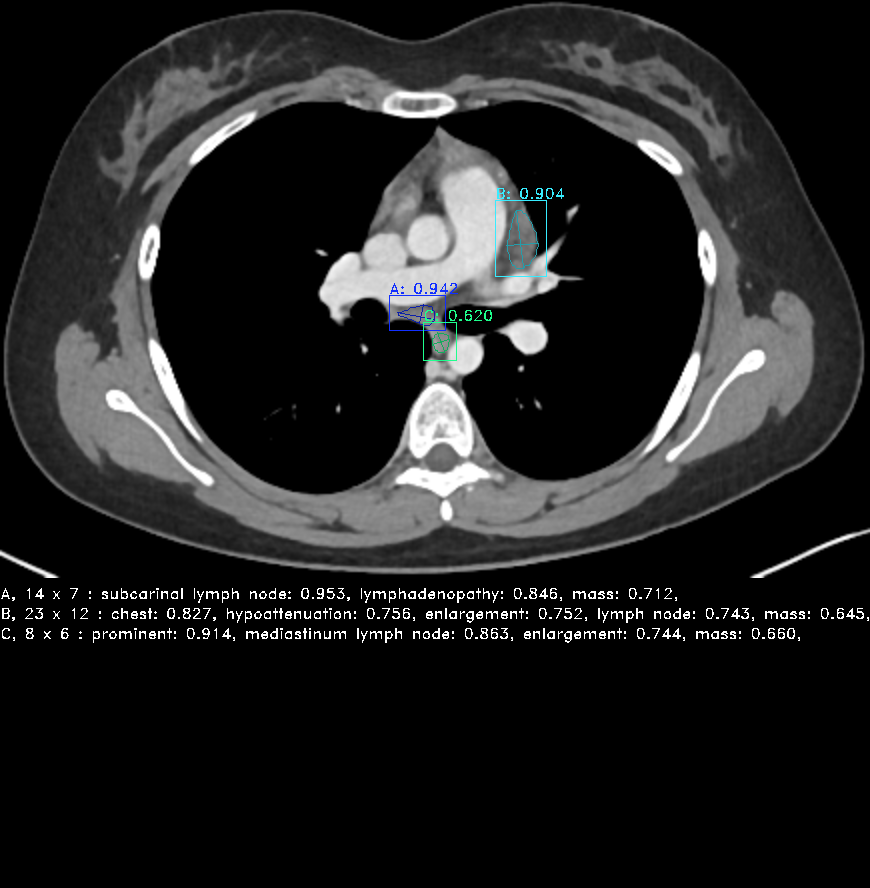 B: 0.904
A: 0.942
C: 0.620
A, 14 x 7 : subcarinal lymph node: 0.953, lymphadenopathy: 0.846, mass: 0.712,
B, 23 x 12 : chest: 0.827, hypoattenuation: 0.756, enlargement: 0.752, lymph node: 0.743, mass: 0.645,
C, 8 x 6 : prominent: 0.914, mediastinum lymph node: 0.863, enlargement: 0.744, mass: 0.660,